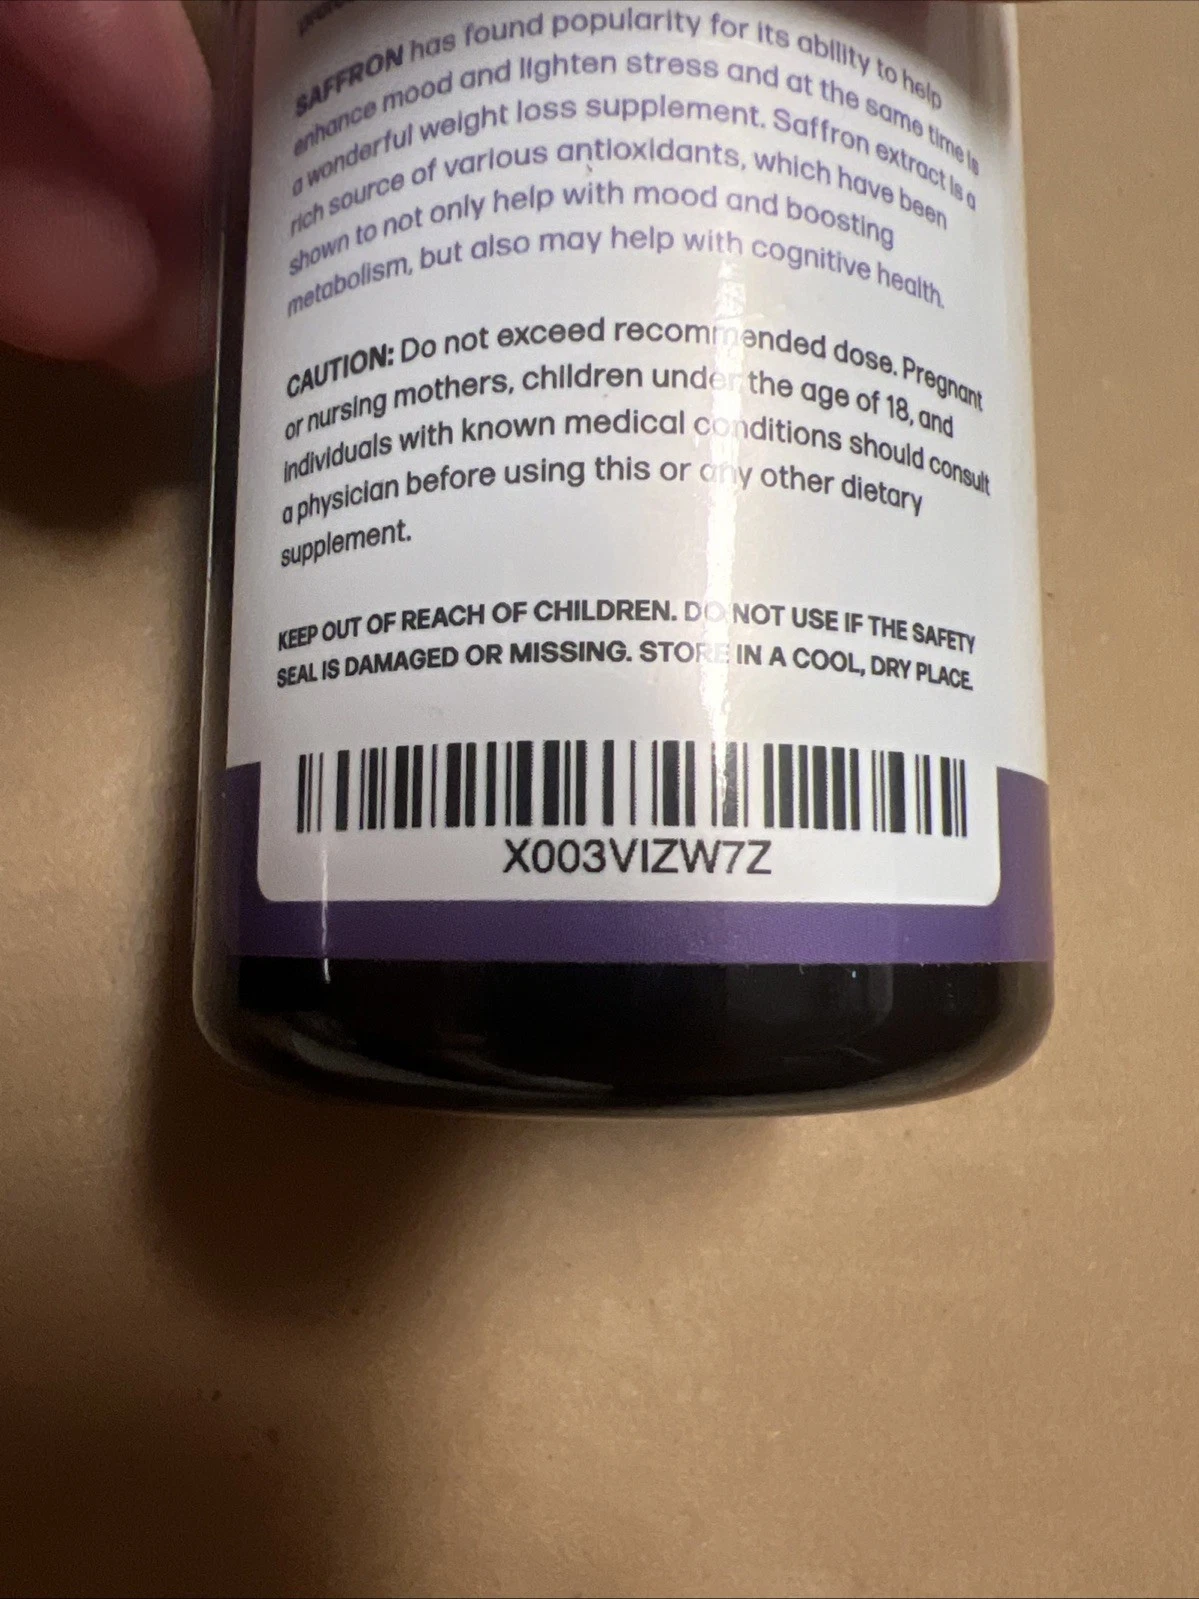 SAFFRON has found popularity for its ability to help
enhance mood and lighten stress and at the same time is
a wonderful weight loss supplement. Saffron extract is a
rich source of various antioxidants, which have been
shown to not only help with mood and boosting
metabolism, but also may help with cognitive health.
CAUTION: Do not exceed recommended dose. Pregnant
or nursing mothers, children under the age of 18, and
individuals with known medical conditions should consult
a physician before using this or any other dietary
supplement.
KEEP OUT OF REACH OF CHILDREN. DO NOT USE IF THE SAFETY
SEAL IS DAMAGED OR MISSING. STORE IN A COOL, DRY PLACE.
X003VIZW7Z